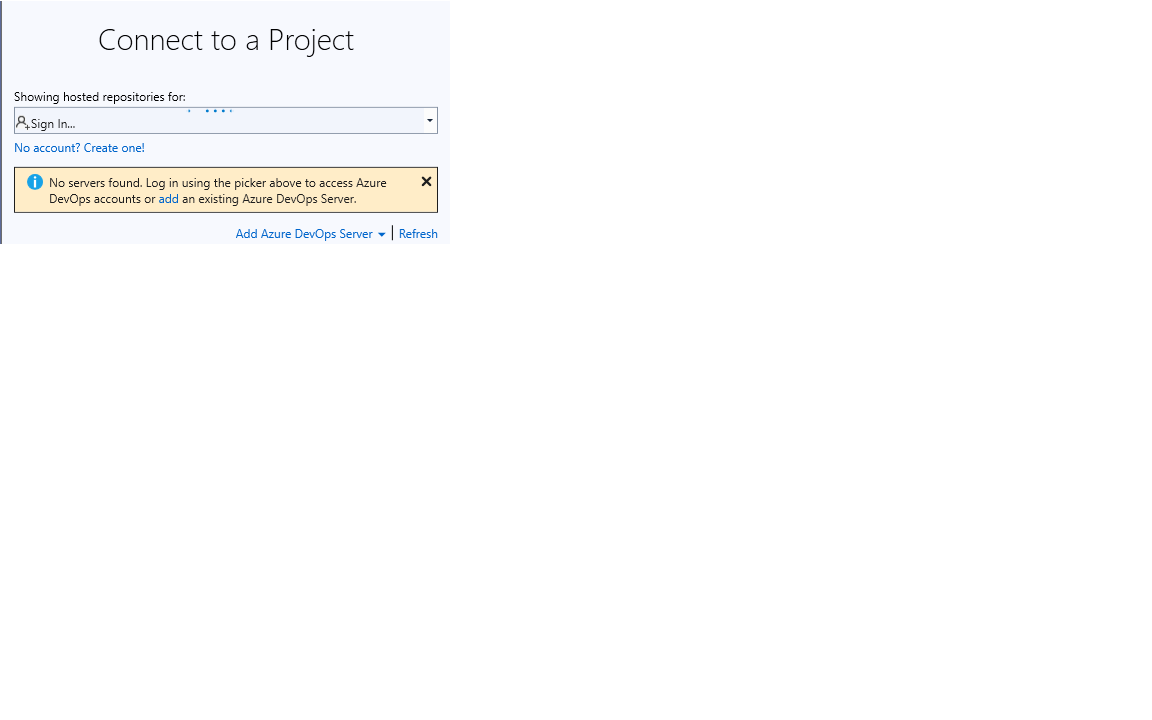 Connect to a Project
Showing hosted repositories for:
Sign In...
No account? Create one!
No servers found. Log in using the picker above to access Azure
DevOps accounts or add an existing Azure DevOps Server.
Add Azure DevOps Server | Refresh